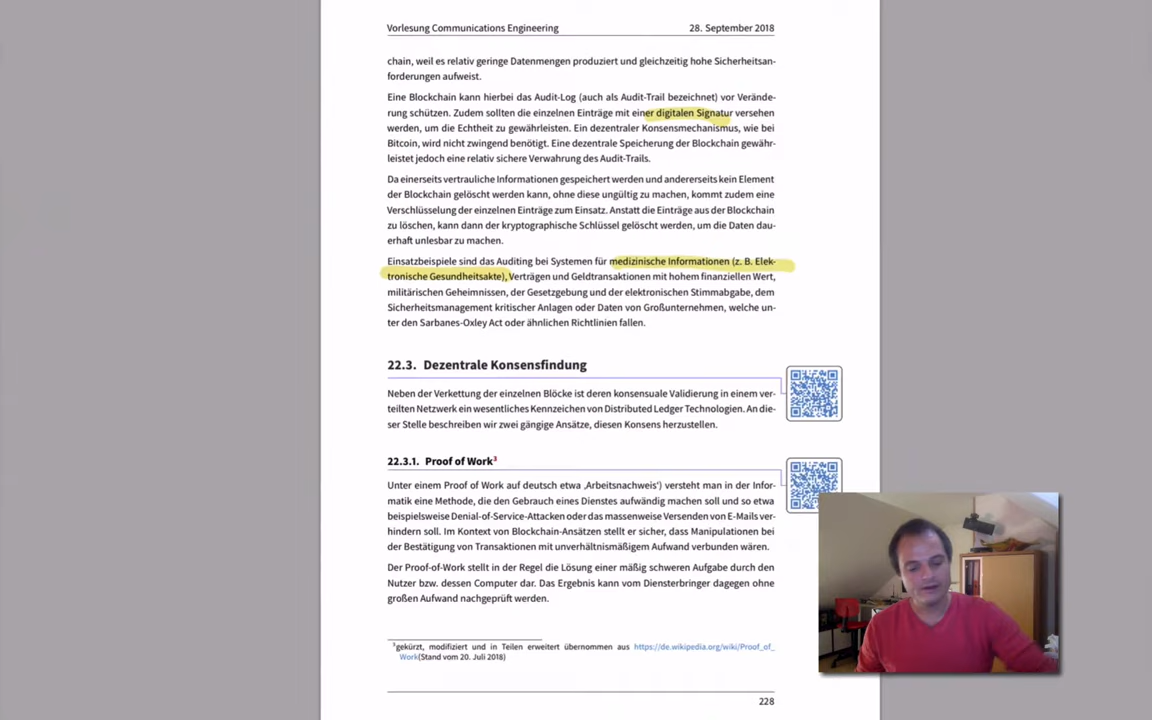 Vorlesung Communications Engineering 28. September 2018
chain, weil es relativ geringe Datenmengen produziert und gleichzeitig hohe Sicherheitsan-
forderungen aufweist.
Eine Blockchain kann hierbei das Audit-Log (auch als Audit-Trail bezeichnet) vor Verände-
rung schützen. Zudem sollten die einzelnen Einträge mit einer digitalen Signatur versehen
werden, um die Echtheit zu gewährleisten. Ein dezentraler Konsensmechanismus, wie bei
Bitcoin, wird nicht zwingend benötigt. Eine dezentrale Speicherung der Blockchain gewähr-
leistet jedoch eine relativ sichere Verwahrung des Audit-Trails.
Da einerseits vertrauliche Informationen gespeichert werden und andererseits kein Element
der Blockchain gelöscht werden kann, ohne diese ungültig zu machen, kommt zudem eine
Verschlüsselung der einzelnen Einträge zum Einsatz. Anstatt die Einträge aus der Blockchain
zu löschen, kann dann der kryptographische Schlüssel gelöscht werden, um die Daten dau-
erhaft unlesbar zu machen.
Einsatzbeispiele sind das Auditing bei Systemen für medizinische Informationen (z. B. Elek-
tronische Gesundheitsakte), Verträgen und Geldtransaktionen mit hohem finanziellen Wert,
militärischen Geheimnissen, der Gesetzgebung und der elektronischen Stimmabgabe, dem
Sicherheitsmanagement kritischer Anlagen oder Daten von Großunternehmen, welche un-
ter den Sarbanes-Oxley Act oder ähnlichen Richtlinien fallen.
22.3. Dezentrale Konsensfindung
Neben der Verkettung der einzelnen Blöcke ist deren konsensuale Validierung in einem ver-
teilten Netzwerk ein wesentliches Kennzeichen von Distributed Ledger Technologien. An die-
ser Stelle beschreiben wir zwei gängige Ansätze, diesen Konsens herzustellen.
22.3.1. Proof of Work³
Unter einem Proof of Work auf deutsch etwa ‚Arbeitsnachweis') versteht man in der Infor-
matik eine Methode, die den Gebrauch eines Dienstes aufwändig machen soll und so etwa
beispielsweise Denial-of-Service-Attacken oder das massenweise Versenden von E-Mails ver-
hindern soll. Im Kontext von Blockchain-Ansätzen stellt er sicher, dass Manipulationen bei
der Bestätigung von Transaktionen mit unverhältnismäßigem Aufwand verbunden wären.
Der Proof-of-Work stellt in der Regel die Lösung einer mäßig schweren Aufgabe durch den
Nutzer bzw. dessen Computer dar. Das Ergebnis kann vom Diensterbringer dagegen ohne
großen Aufwand nachgeprüft werden.
³gekürzt, modifiziert und in Teilen erweitert übernommen aus https://de.wikipedia.org/wiki/Proof_of_
Work(Stand vom 20. Juli 2018)
228